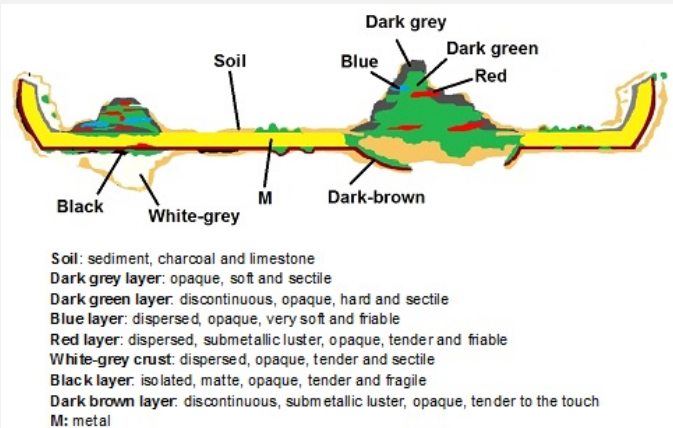 Dark grey
Dark green
Soil
Blue
Red
Black
White-grey
M
Dark-brown
Soil: sediment, charcoal and limestone
Dark grey layer: opaque, soft and sectile
Dark green layer: discontinuous, opaque, hard and sectile
Blue layer: dispersed, opaque, very soft and friable
Red layer: dispersed, submetallic luster, opaque, tender and friable
White-grey crust: dispersed, opaque, tender and sectile
Black layer: isolated, matte, opaque, tender and fragile
Dark brown layer: discontinuous, submetallic luster, opaque, tender to the touch
M: metal